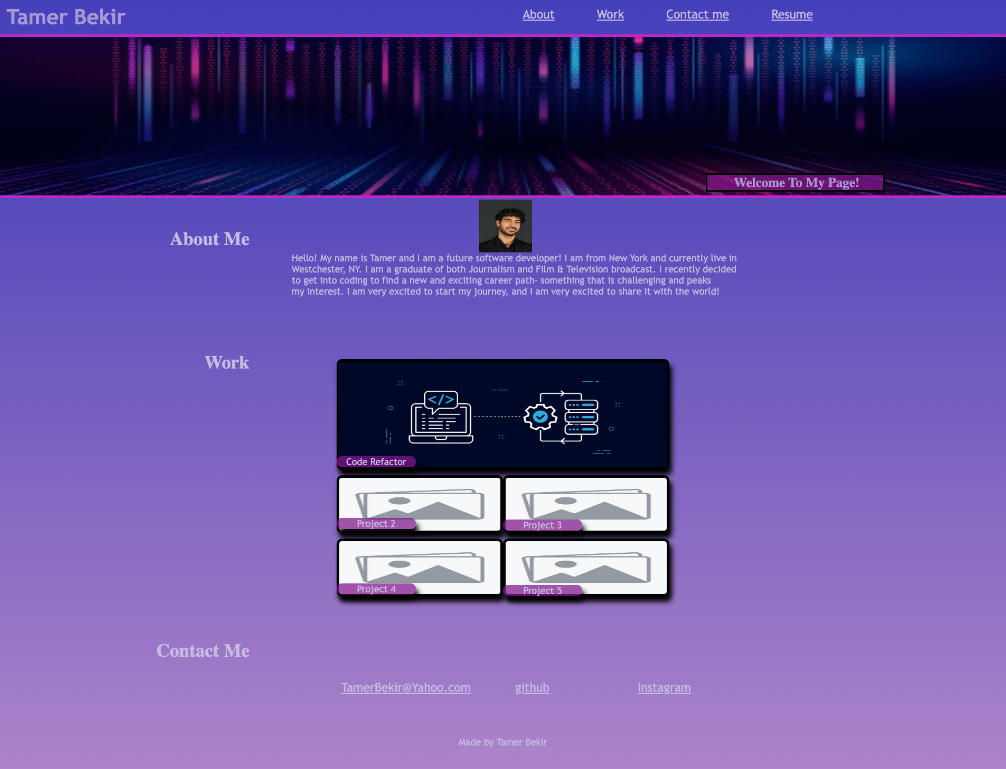 Tamer Bekir
About Work Contact me Resume
Welcome To My Page!
About Me
Hello! My name is Tamer and I am a future software developer! I am from New York and currently live in
Westchester, NY. I am a graduate of both Journalism and Film & Television broadcast. I recently decided
to get into coding to find a new and exciting career path- something that is challenging and peaks
my interest. I am very excited to start my journey, and I am very excited to share it with the world!
Work
</>
Code Refactor
Project 2
Project 3
Project 4
Project 5
Contact Me
TamerBekir@Yahoo.com github Instagram
Made by Tamer Bekir